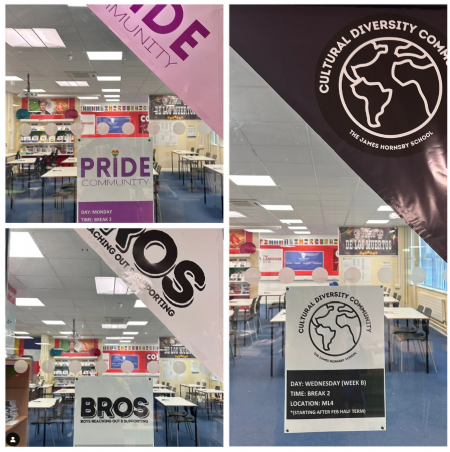 PRIDE
COMMUNITY
PRIDE
COMMUNITY
DAY: MONDAY
TIME: BREAK 2
BROS
REACHING OUT & SUPPORTING
BROS
BOYS REACHING OUT & SUPPORTING
CULTURAL DIVERSITY COMMU
THE JAMES HORNSBY SCHOOL
DE LOS MUERTOS
CULTURAL DIVERSITY COMMUNITY
THE JAMES HORNSBY SCHOOL
DAY: WEDNESDAY (WEEK B)
TIME: BREAK 2
LOCATION: ML4
*(STARTING AFTER FEB HALF TERM)